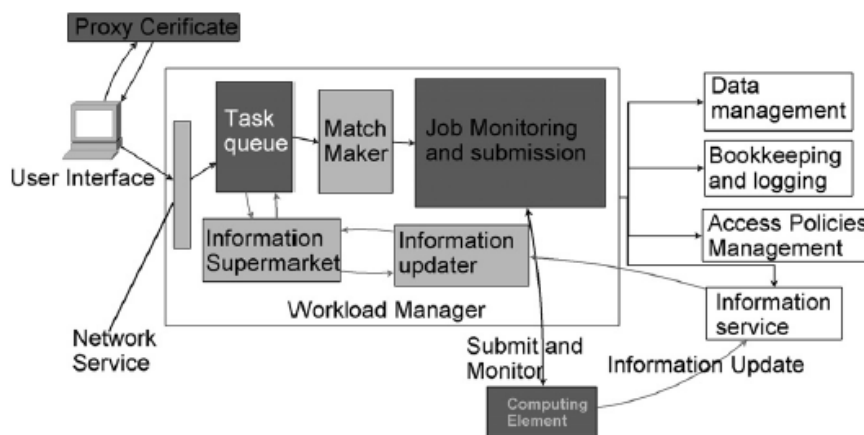 Proxy Cerificate
User Interface
Network
Service
Task
queue
Match
Maker
Job Monitoring
and submission
Information
Supermarket
Information
updater
Workload Manager
Submit and
Monitor
Computing
Element
Information Update
Data
management
Bookkeeping
and logging
Access Policies
Management
Information
service